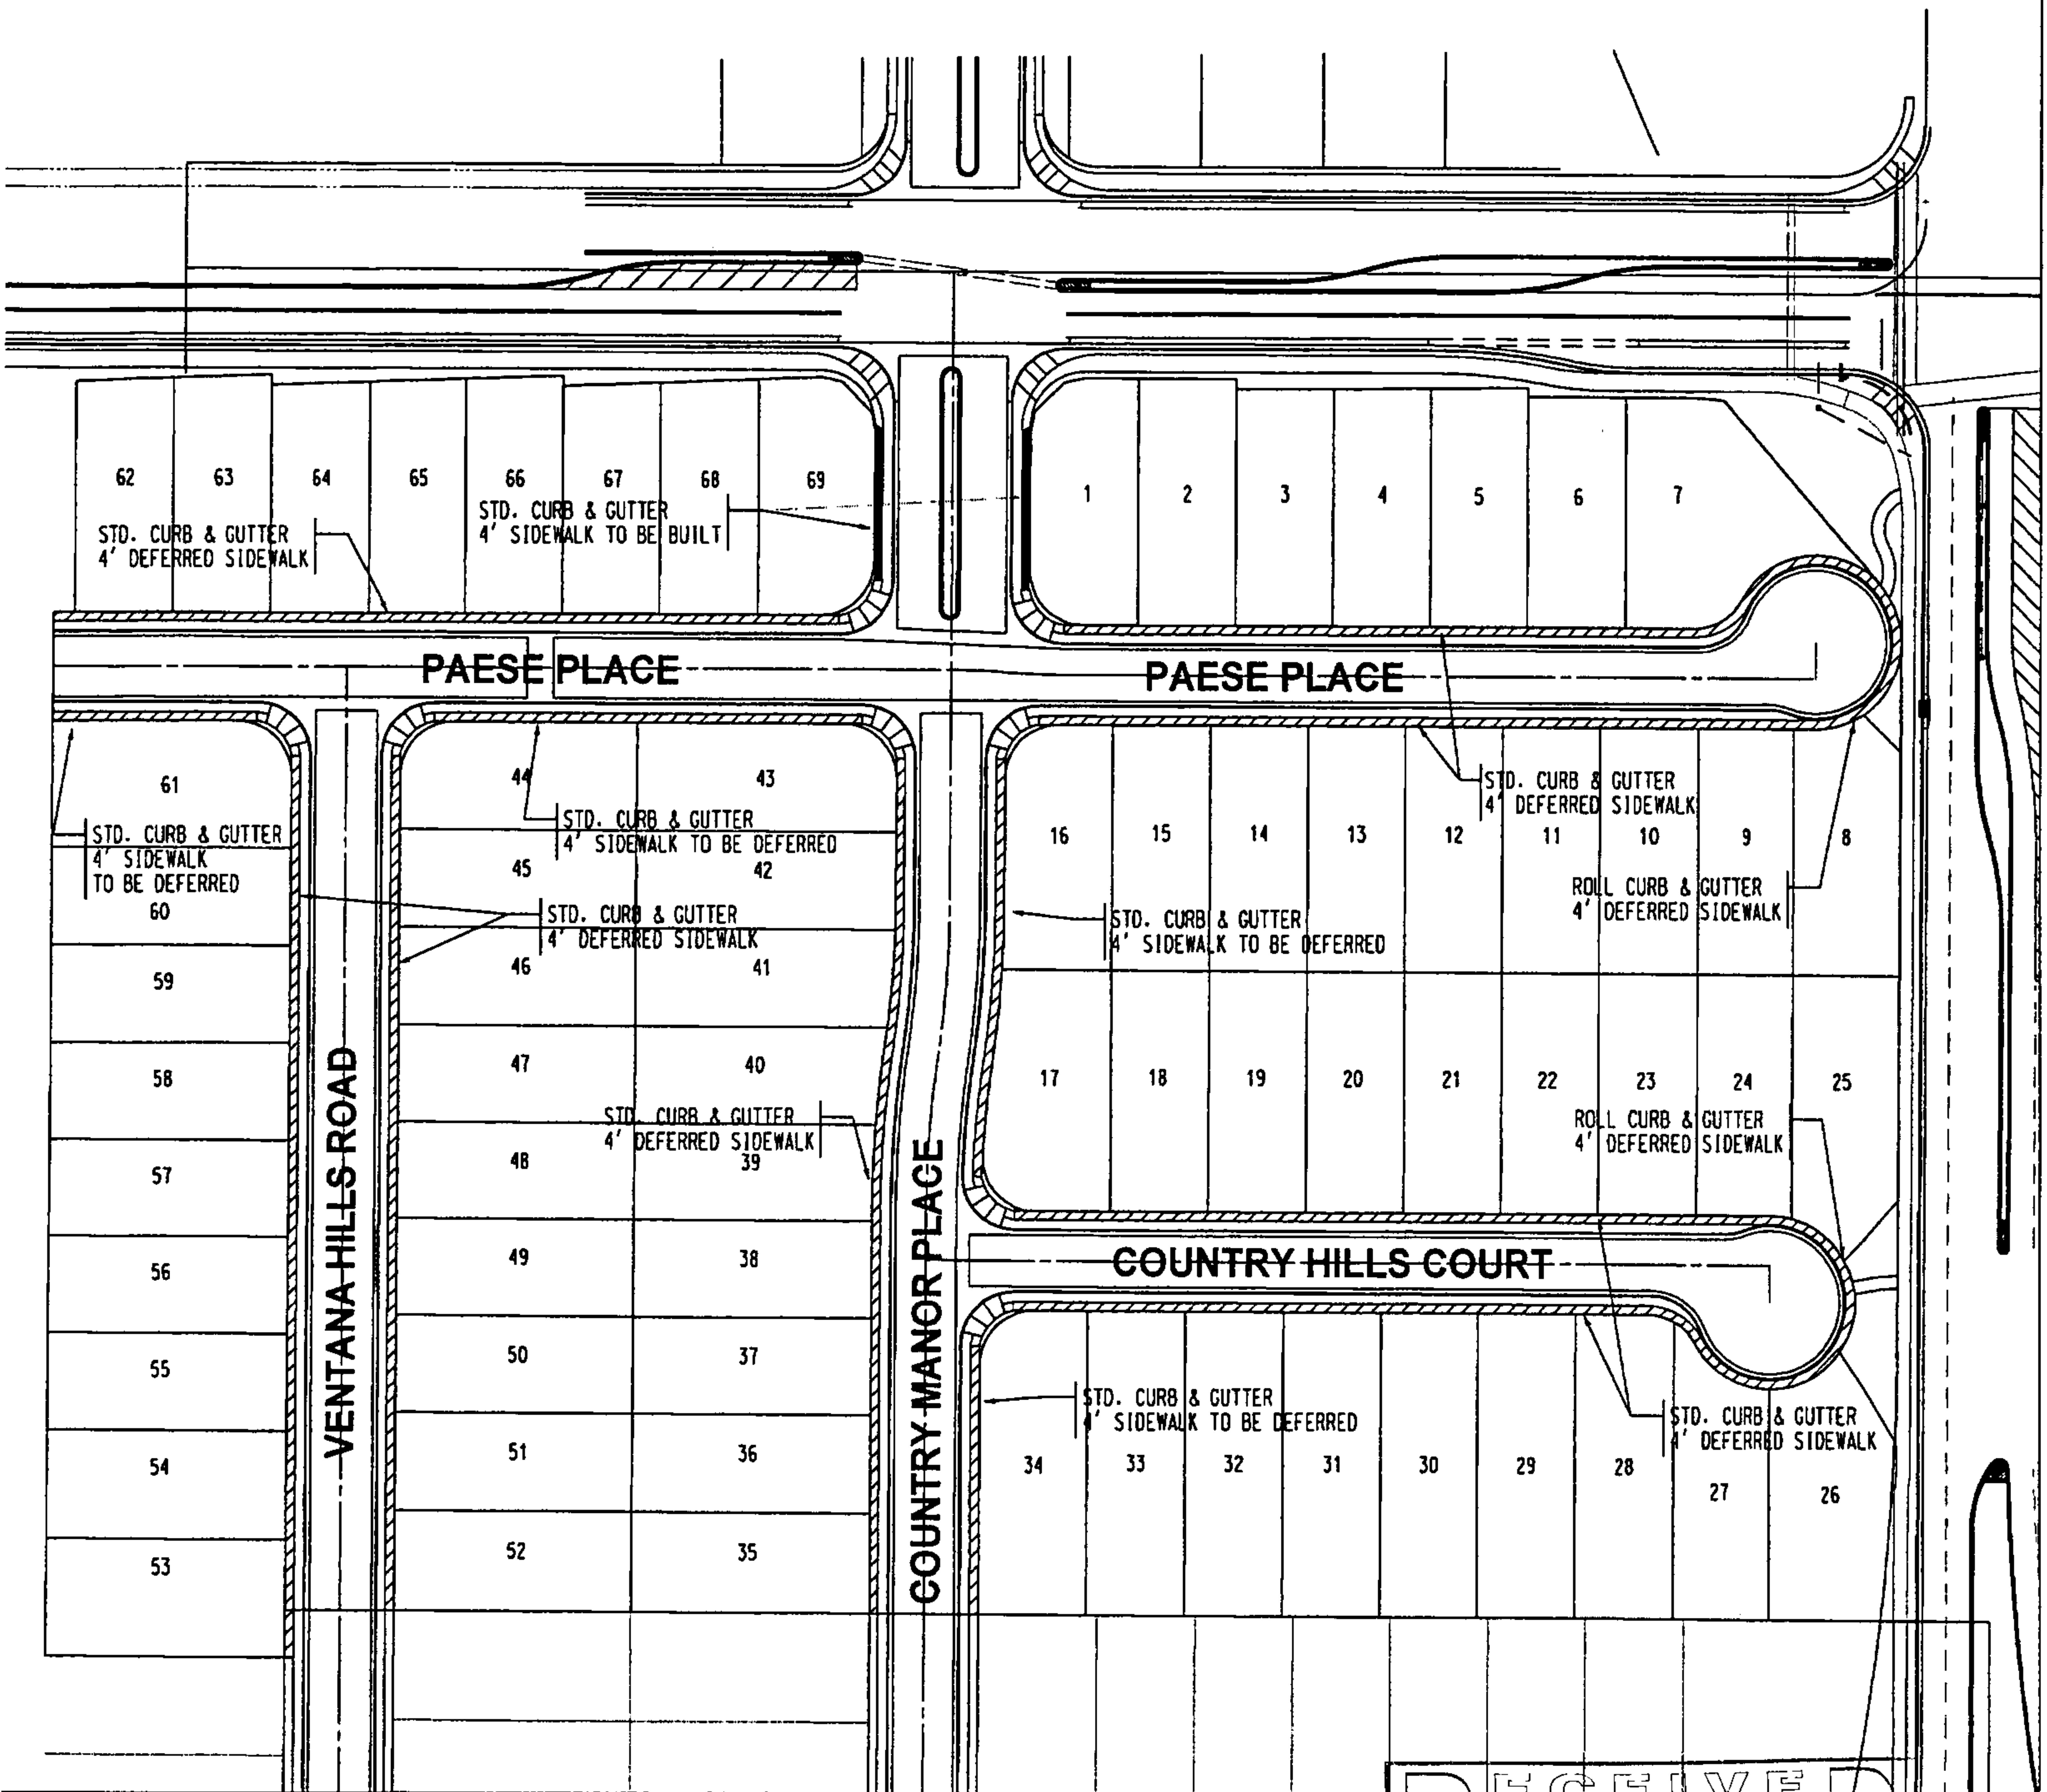 62 63 64 65 66 67 68 69
1 2 3 4 5 6 7
STD. CURB & GUTTER
4' SIDEWALK TO BE BUILT
STD. CURB & GUTTER
4' DEFERRED SIDEWALK
PAESE PLACE
PAESE PLACE
61
44 43
STD. CURB & GUTTER
4' DEFERRED SIDEWALK
STD. CURB & GUTTER
4' SIDEWALK TO BE DEFERRED
STD. CURB & GUTTER
4' SIDEWALK
TO BE DEFERRED
16 15 14 13 12 11 10 9 8
45 42
ROLL CURB & GUTTER
4' DEFERRED SIDEWALK
60
STD. CURB & GUTTER
4' DEFERRED SIDEWALK
STD. CURB & GUTTER
4' SIDEWALK TO BE DEFERRED
59 46 41
58 47 40
17 18 19 20 21 22 23 24 25
STD. CURB & GUTTER
4' DEFERRED SIDEWALK
ROLL CURB & GUTTER
4' DEFERRED SIDEWALK
57 48 39
VENTANA HILLS ROAD
COUNTRY MANOR PLACE
COUNTRY HILLS COURT
56 49 38
55 50 37
STD. CURB & GUTTER
4' SIDEWALK TO BE DEFERRED
STD. CURB & GUTTER
4' DEFERRED SIDEWALK
54 51 36
34 33 32 31 30 29 28 27 26
53 52 35
RECEIVED